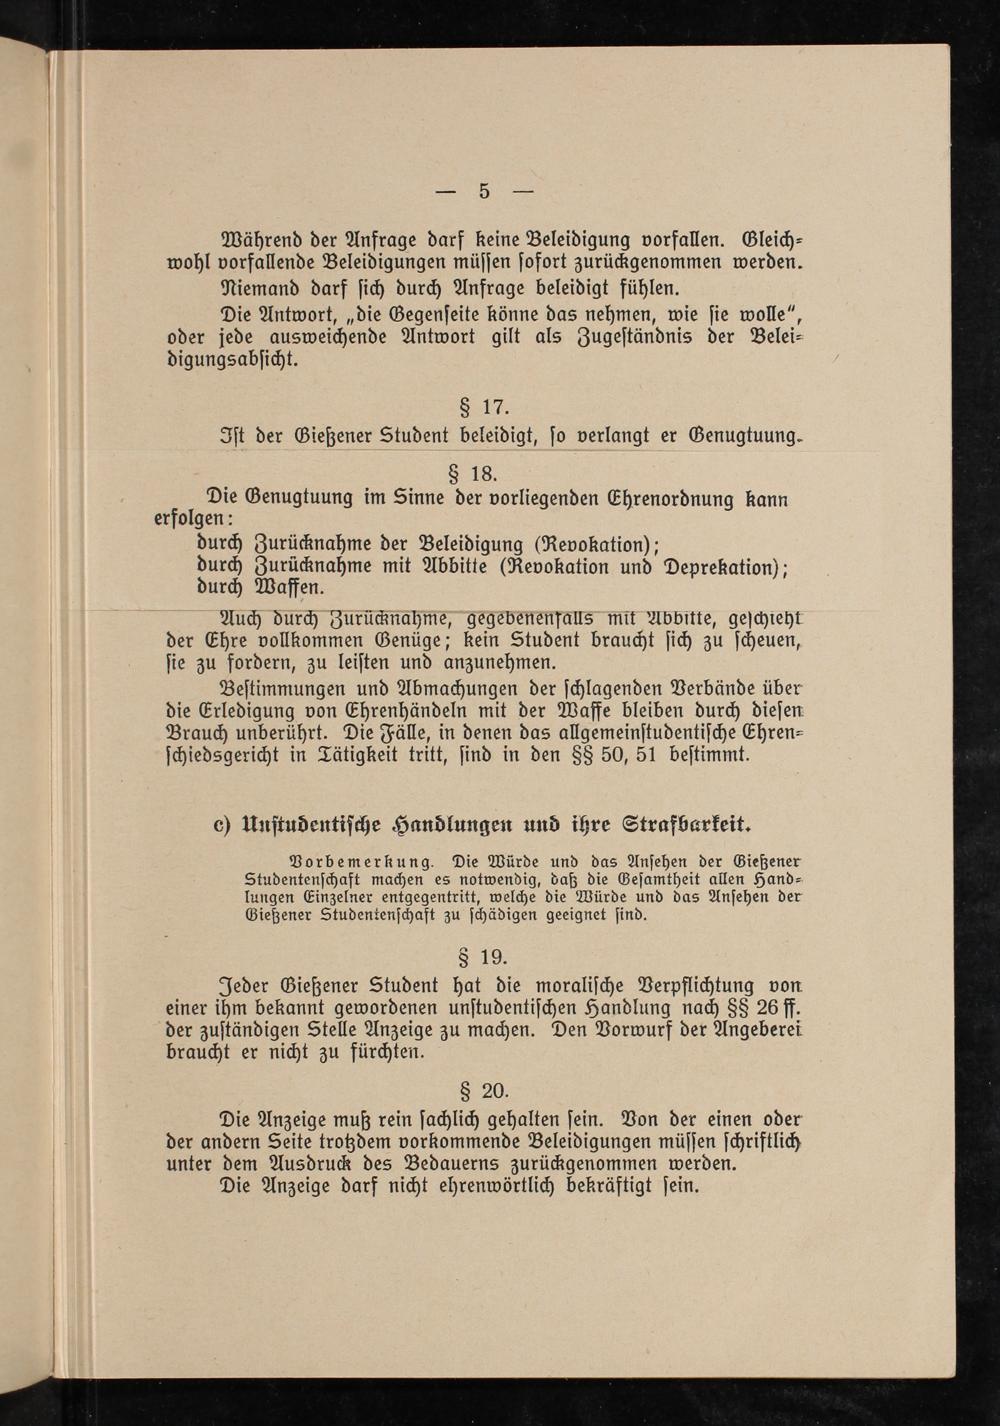 — 5 —
Während der Anfrage darf keine Beleidigung vorfallen. Gleich-
wohl vorfallende Beleidigungen müssen sofort zurückgenommen werden.
Niemand darf sich durch Anfrage beleidigt fühlen.
Die Antwort, „die Gegenseite könne das nehmen, wie sie wolle“,
oder jede ausweichende Antwort gilt als Zugeständnis der Belei-
digungsabsicht.
§ 17.
Ist der Gießener Student beleidigt, so verlangt er Genugtuung.
§ 18.
Die Genugtuung im Sinne der vorliegenden Ehrenordnung kann
erfolgen:
durch Zurücknahme der Beleidigung (Revokation);
durch Zurücknahme mit Abbitte (Revokation und Deprekation);
durch Waffen.
Auch durch Zurücknahme, gegebenenfalls mit Abbitte, geschieht
der Ehre vollkommen Genüge; kein Student braucht sich zu scheuen,
sie zu fordern, zu leisten und anzunehmen.
Bestimmungen und Abmachungen der schlagenden Verbände über
die Erledigung von Ehrenhändeln mit der Waffe bleiben durch diesen
Brauch unberührt. Die Fälle, in denen das allgemeinstudentische Ehren-
schiedsgericht in Tätigkeit tritt, sind in den §§ 50, 51 bestimmt.
c) Unstudentische Handlungen und ihre Strafbarkeit.
Vorbemerkung. Die Würde und das Ansehen der Gießener
Studentenschaft machen es notwendig, daß die Gesamtheit allen Hand-
lungen Einzelner entgegentritt, welche die Würde und das Ansehen der
Gießener Studentenschaft zu schädigen geeignet sind.
§ 19.
Jeder Gießener Student hat die moralische Verpflichtung von
einer ihm bekannt gewordenen unstudentischen Handlung nach §§ 26 ff.
der zuständigen Stelle Anzeige zu machen. Den Vorwurf der Angeberei
braucht er nicht zu fürchten.
§ 20.
Die Anzeige muß rein sachlich gehalten sein. Von der einen oder
der andern Seite trotzdem vorkommende Beleidigungen müssen schriftlich
unter dem Ausdruck des Bedauerns zurückgenommen werden.
Die Anzeige darf nicht ehrenwörtlich bekräftigt sein.